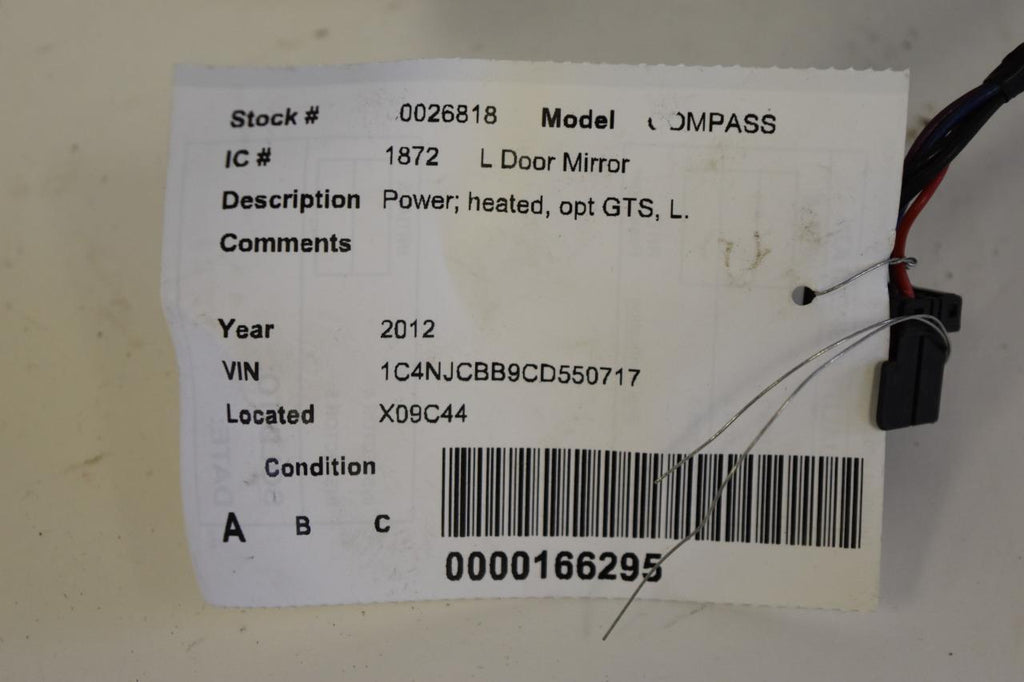 Stock # 0026818 Model COMPASS
IC # 1872 L Door Mirror
Description Power; heated, opt GTS, L.
Comments
Year 2012
VIN 1C4NJCBB9CD550717
Located X09C44
Condition
A B C
0000166295